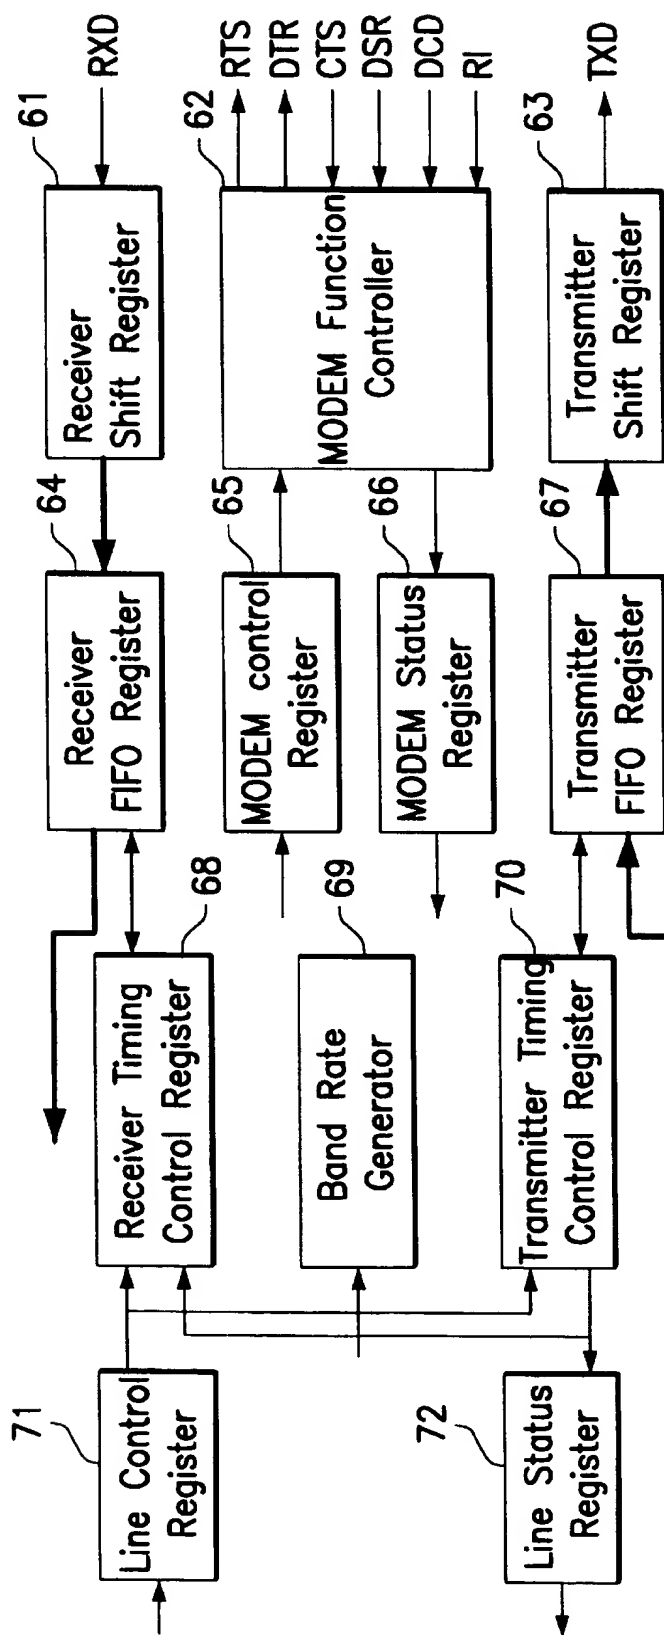 71
Line Control
Register
72
Line Status
Register
68
Receiver Timing
Control Register
69
Band Rate
Generator
70
Transmitter Timing
Control Register
64
Receiver
FIFO Register
65
MODEM control
Register
66
MODEM Status
Register
67
Transmitter
FIFO Register
61
Receiver
Shift Register
62
MODEM Function
Controller
63
Transmitter
Shift Register
RXD
RTS
DTR
CTS
DSR
DCD
RI
TXD